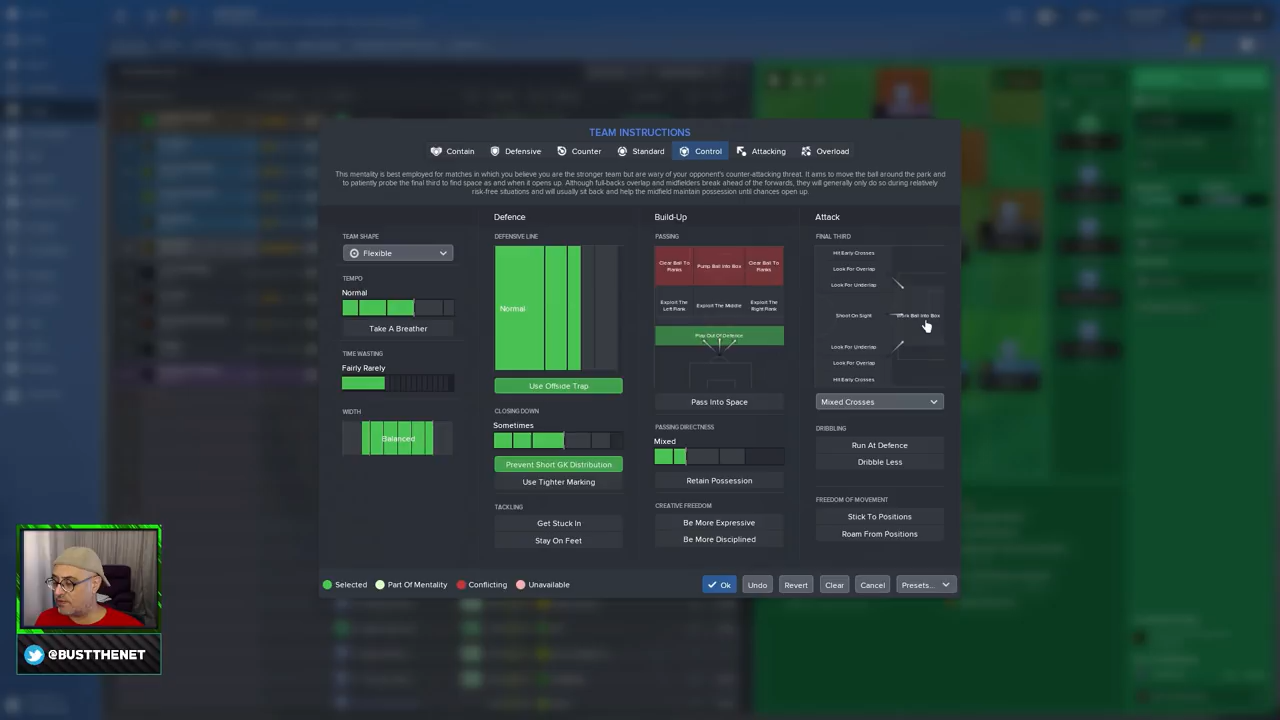 TEAM INSTRUCTIONS
Contain
Defensive
Counter
Standard
Control
Attacking
Overload
This mentality is best employed for matches in which you believe you are the stronger team but are wary of your opponent's counter-attacking threat. It aims to move the ball around the park and
to patiently probe the final third to find space as and when it opens up. Although full-backs overlap and midfielders break ahead of the forwards, they will generally only do so during relatively
risk-free situations and will usually sit back and help the midfield maintain possession until chances open up.
TEAM SHAPE
Flexible
TEMPO
Normal
Take A Breather
TIME WASTING
Fairly Rarely
WIDTH
Balanced
Defence
DEFENSIVE LINE
Normal
Use Offside Trap
CLOSING DOWN
Sometimes
Prevent Short GK Distribution
Use Tighter Marking
TACKLING
Get Stuck In
Stay On Feet
Build-Up
PASSING
Clear Ball To
Flanks
Pump Ball Into Box
Clear Ball To
Flanks
Exploit The
Left Flank
Exploit The Middle
Exploit The
Right Flank
Play Out Of Defence
Pass Into Space
PASSING DIRECTNESS
Mixed
Retain Possession
CREATIVE FREEDOM
Be More Expressive
Be More Disciplined
Attack
FINAL THIRD
Hit Early Crosses
Look For Overlap
Look For Underlap
Shoot On Sight
Work Ball Into Box
Look For Underlap
Look For Overlap
Hit Early Crosses
Mixed Crosses
DRIBBLING
Run At Defence
Dribble Less
FREEDOM OF MOVEMENT
Stick To Positions
Roam From Positions
Selected
Part Of Mentality
Conflicting
Unavailable
Ok
Undo
Revert
Clear
Cancel
Presets...
@BUSTTHENET